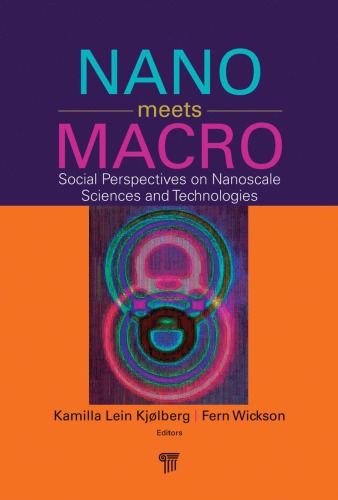 NANO
meets
MACRO
Social Perspectives on Nanoscale
Sciences and Technologies
Kamilla Lein Kjølberg | Fern Wickson
Editors